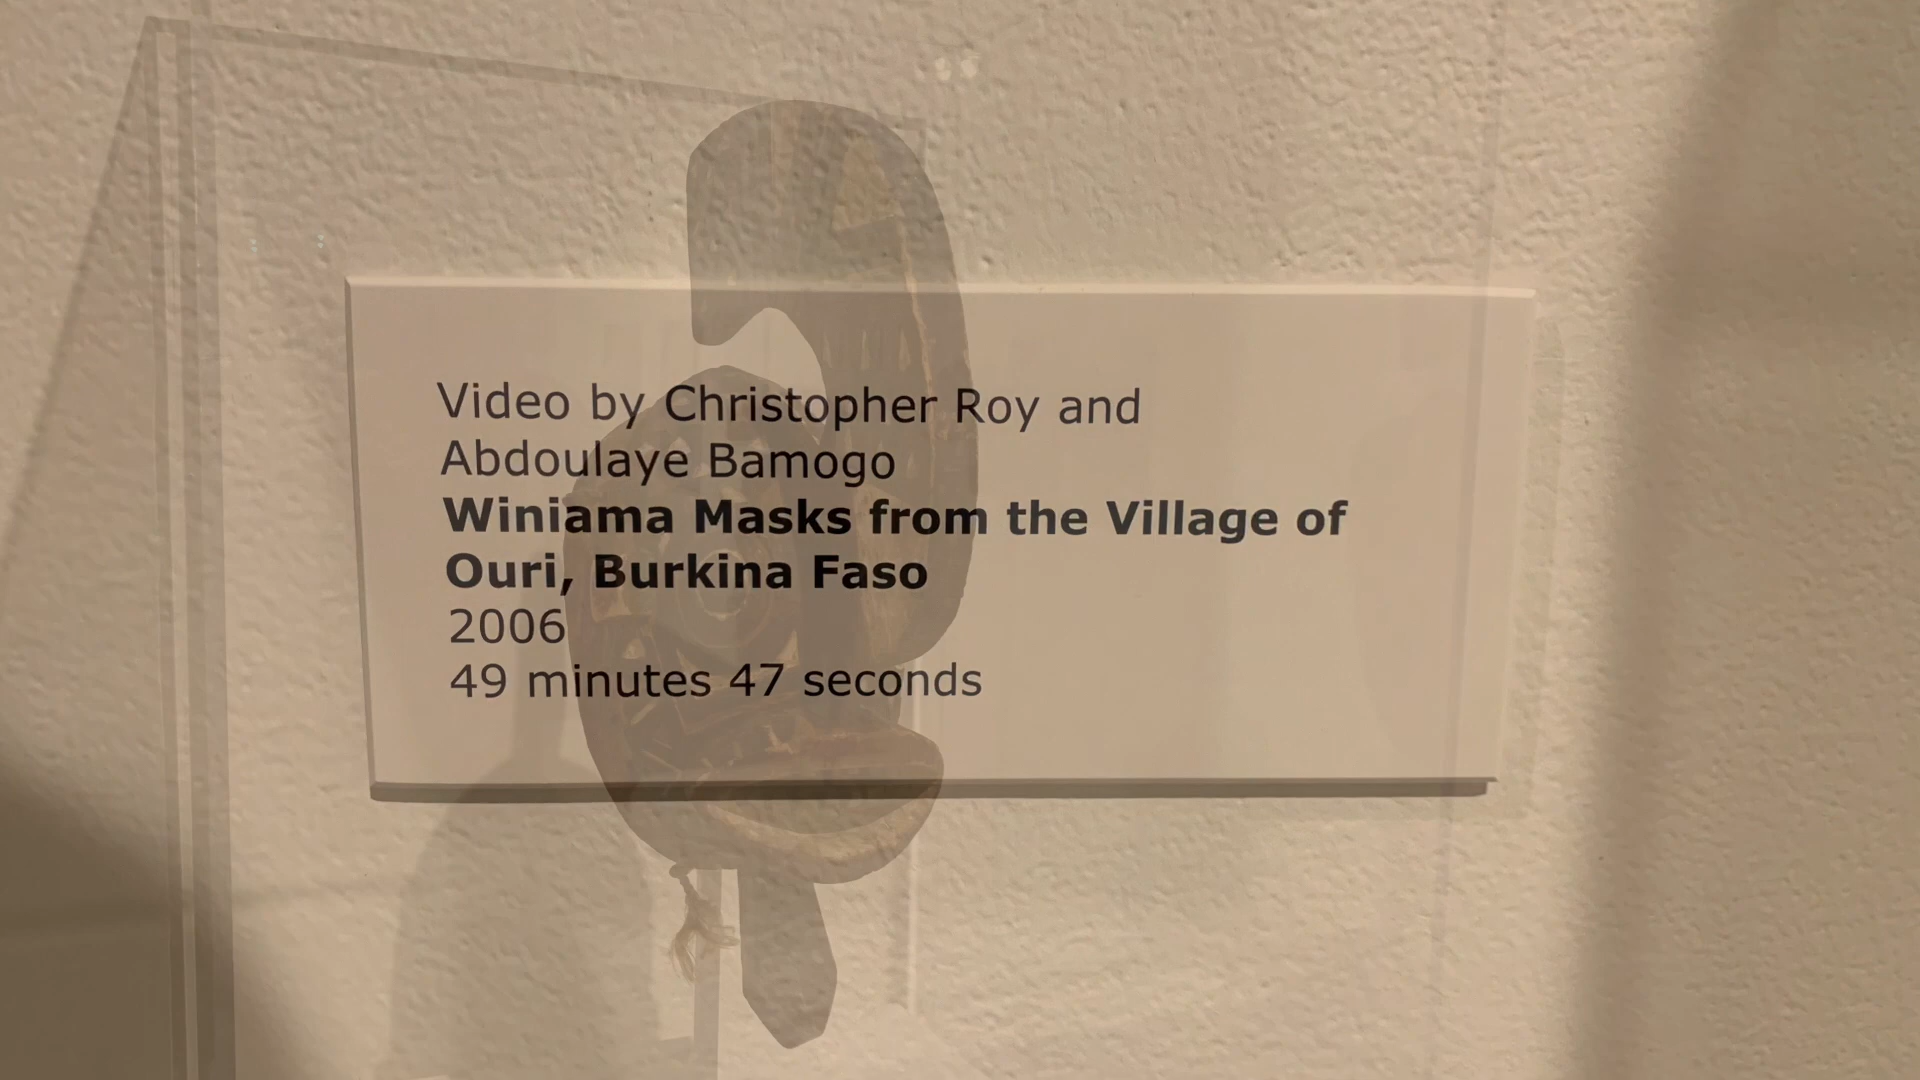 Video by Christopher Roy and
Abdoulaye Bamogo
Winiama Masks from the Village of
Ouri, Burkina Faso
2006
49 minutes 47 seconds